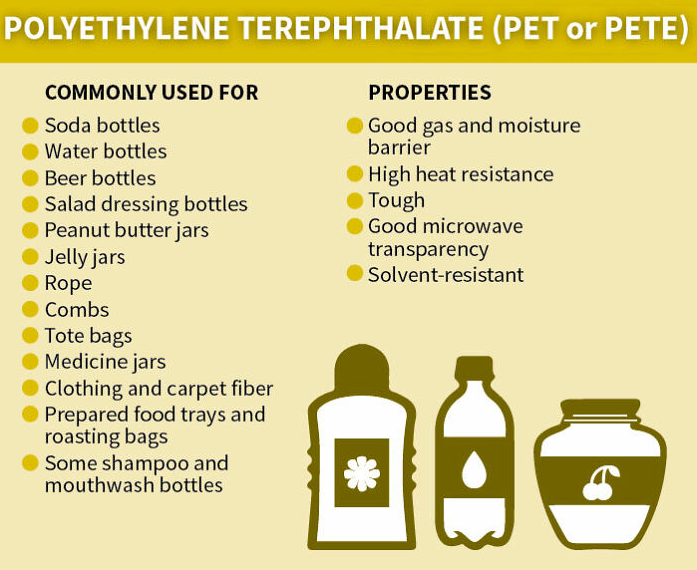 POLYETHYLENE TEREPHTHALATE (PET or PETE)
COMMONLY USED FOR
Soda bottles
Water bottles
Beer bottles
Salad dressing bottles
Peanut butter jars
Jelly jars
Rope
Combs
Tote bags
Medicine jars
Clothing and carpet fiber
Prepared food trays and
roasting bags
Some shampoo and
mouthwash bottles
PROPERTIES
Good gas and moisture
barrier
High heat resistance
Tough
Good microwave
transparency
Solvent-resistant